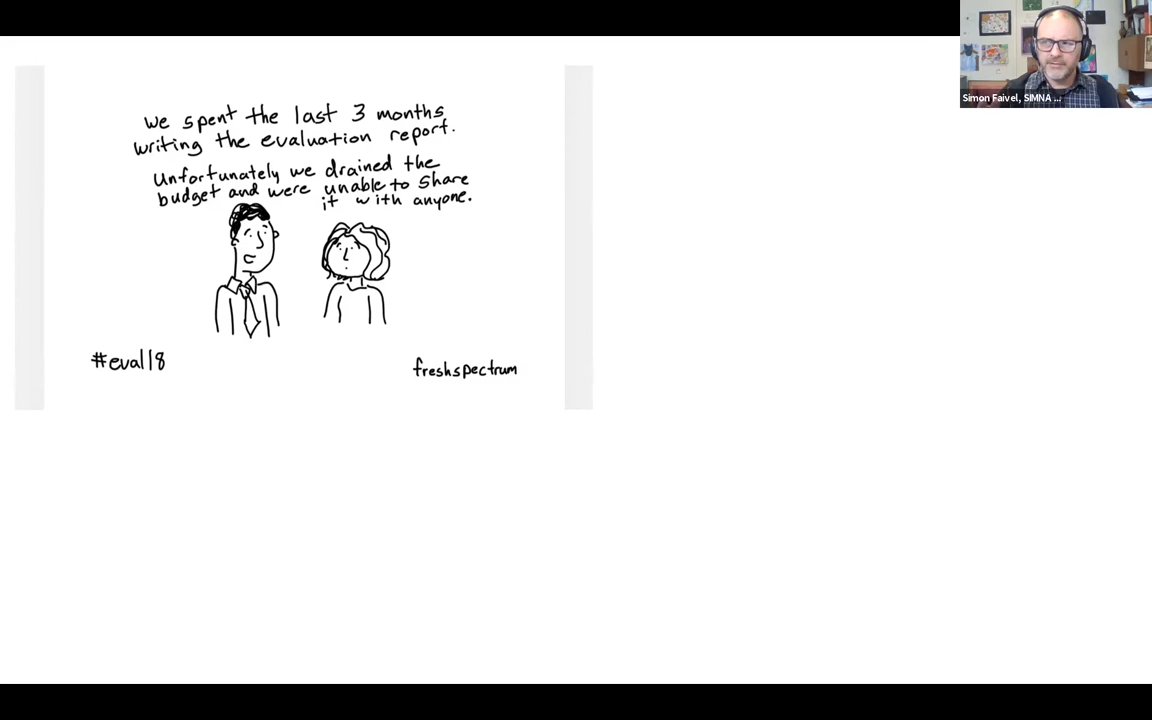 we spent the last 3 months
writing the evaluation report.
Unfortunately we drained the
budget and were unable to share
it with anyone.
#eval18
freshspectrum
Simon Faivel, SIMNA ...